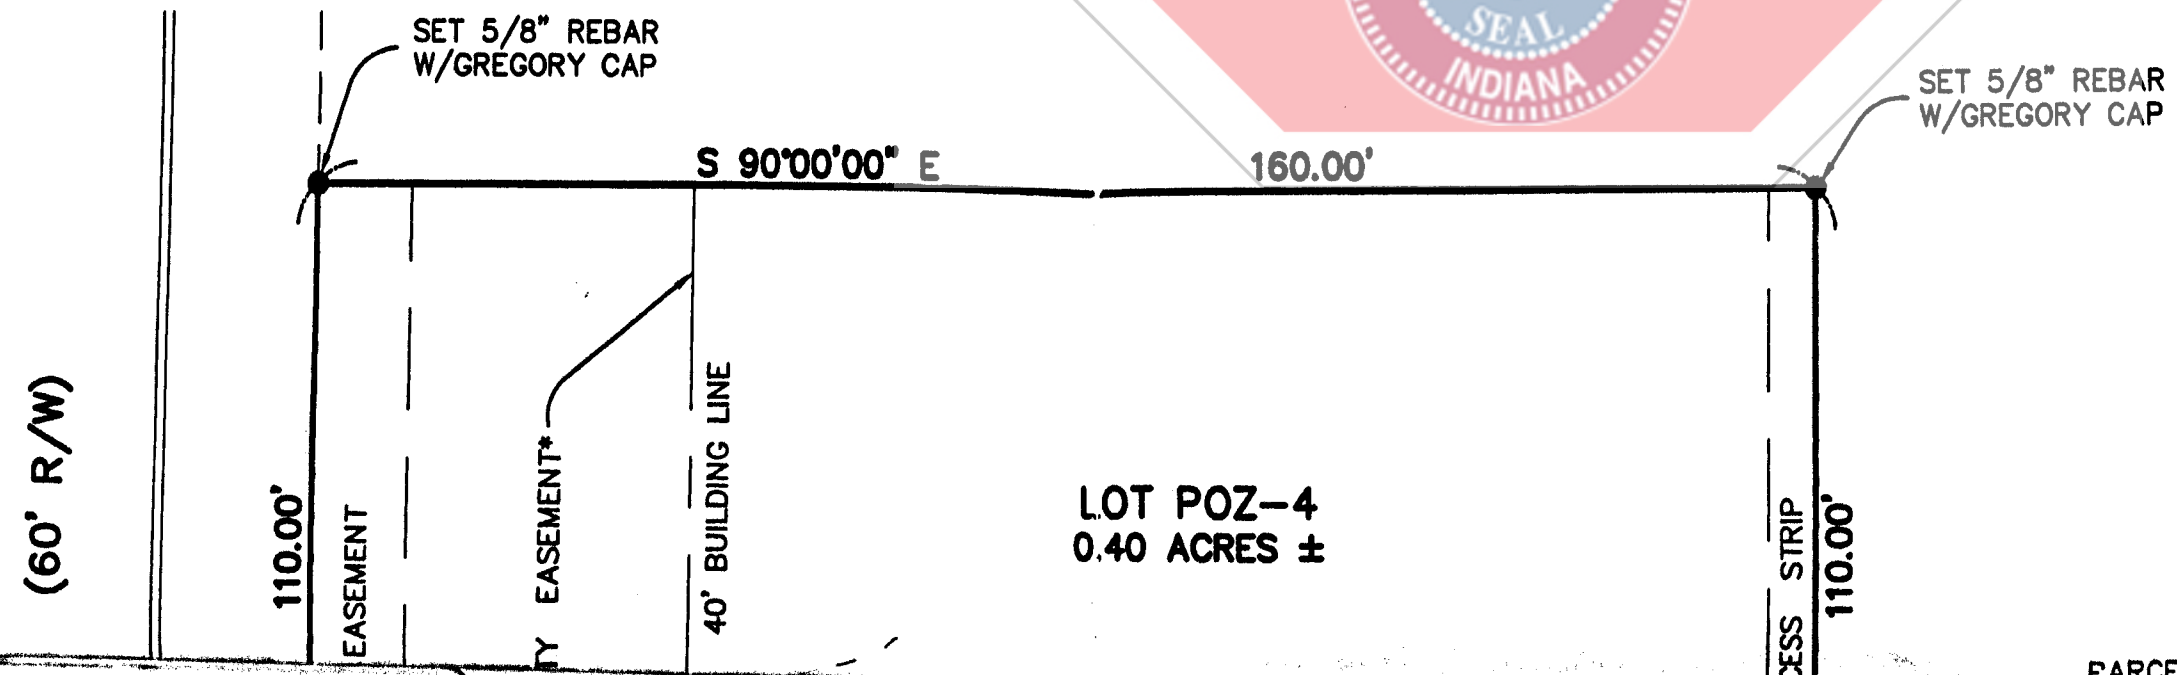 SET 5/8" REBAR
W/GREGORY CAP
SEAL
INDIANA
SET 5/8" REBAR
W/GREGORY CAP
S 90°00'00" E
160.00'
(60' R/W)
110.00'
EASEMENT
EASEMENT*
40' BUILDING LINE
LOT POZ-4
0.40 ACRES ±
STRIP
110.00'